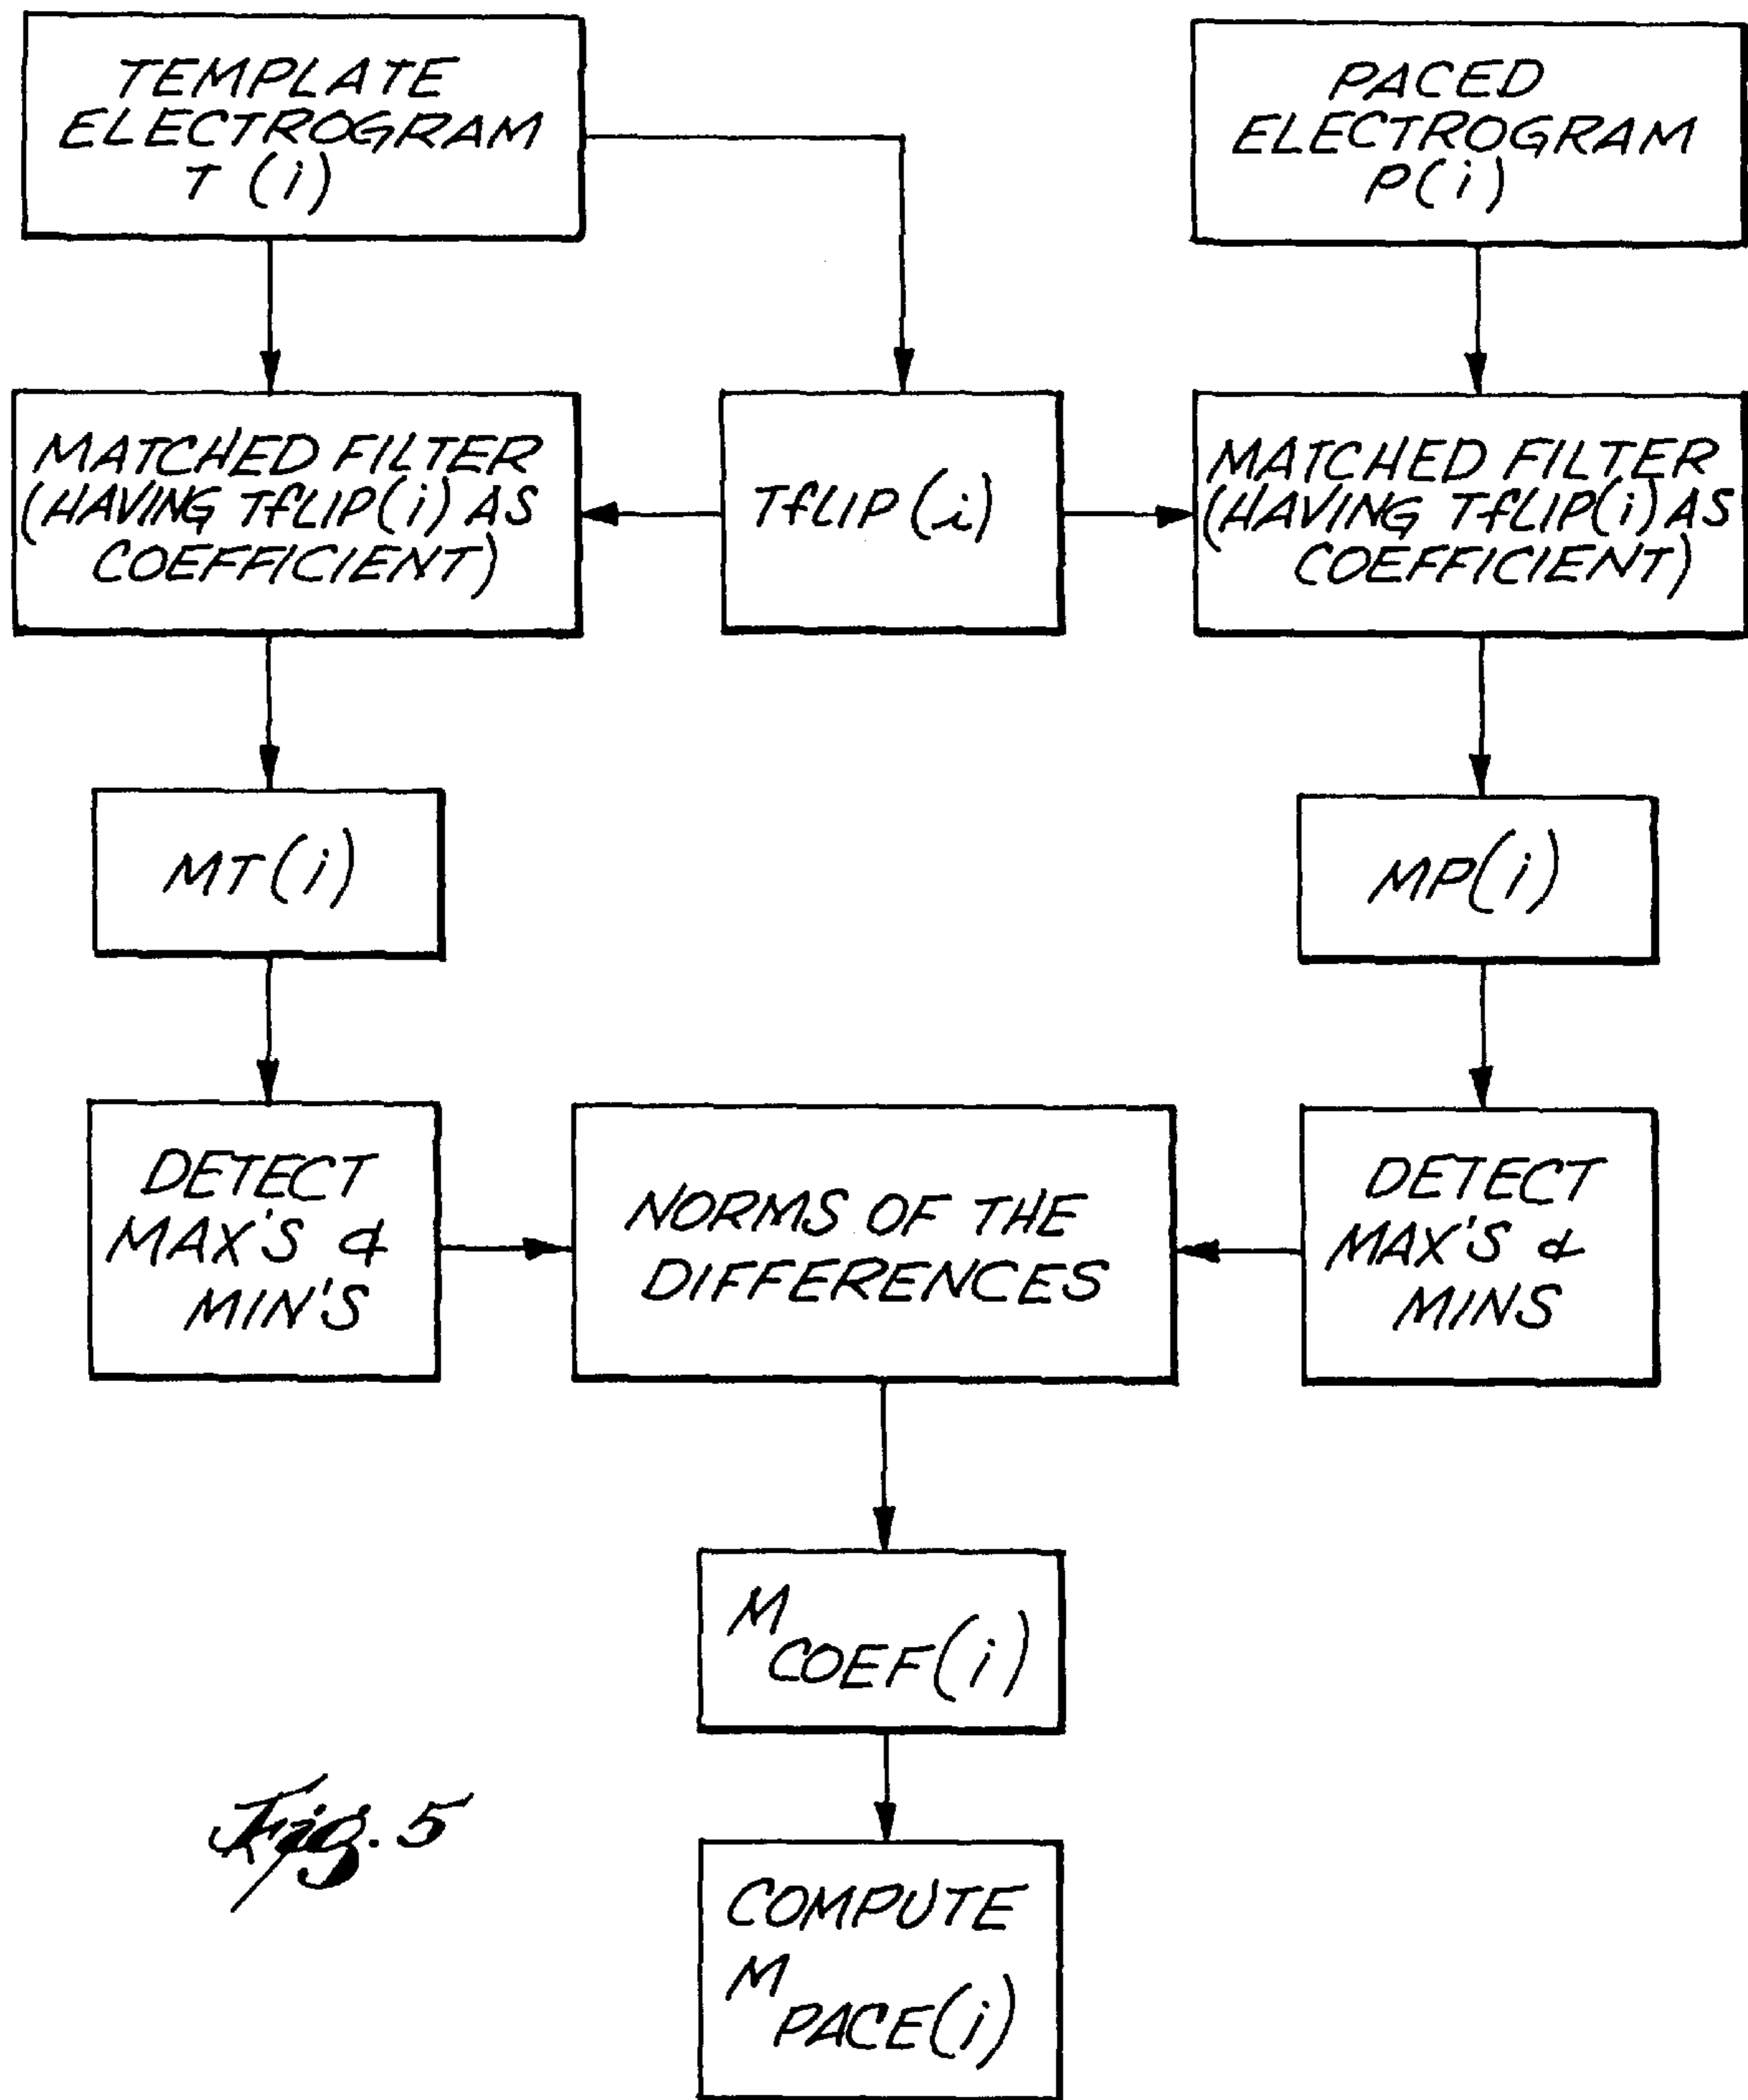 TEMPLATE
ELECTROGRAM
T (i)
PACED
ELECTROGRAM
P(i)
MATCHED FILTER
(HAVING TfLIP(i) AS
COEFFICIENT)
TfLIP(i)
MATCHED FILTER
(HAVING TfLIP(i) AS
COEFFICIENT)
MT(i)
MP(i)
DETECT
MAX'S &
MIN'S
NORMS OF THE
DIFFERENCES
DETECT
MAX'S &
MINS
M
COEF(i)
COMPUTE
M
PACE(i)
Fig. 5